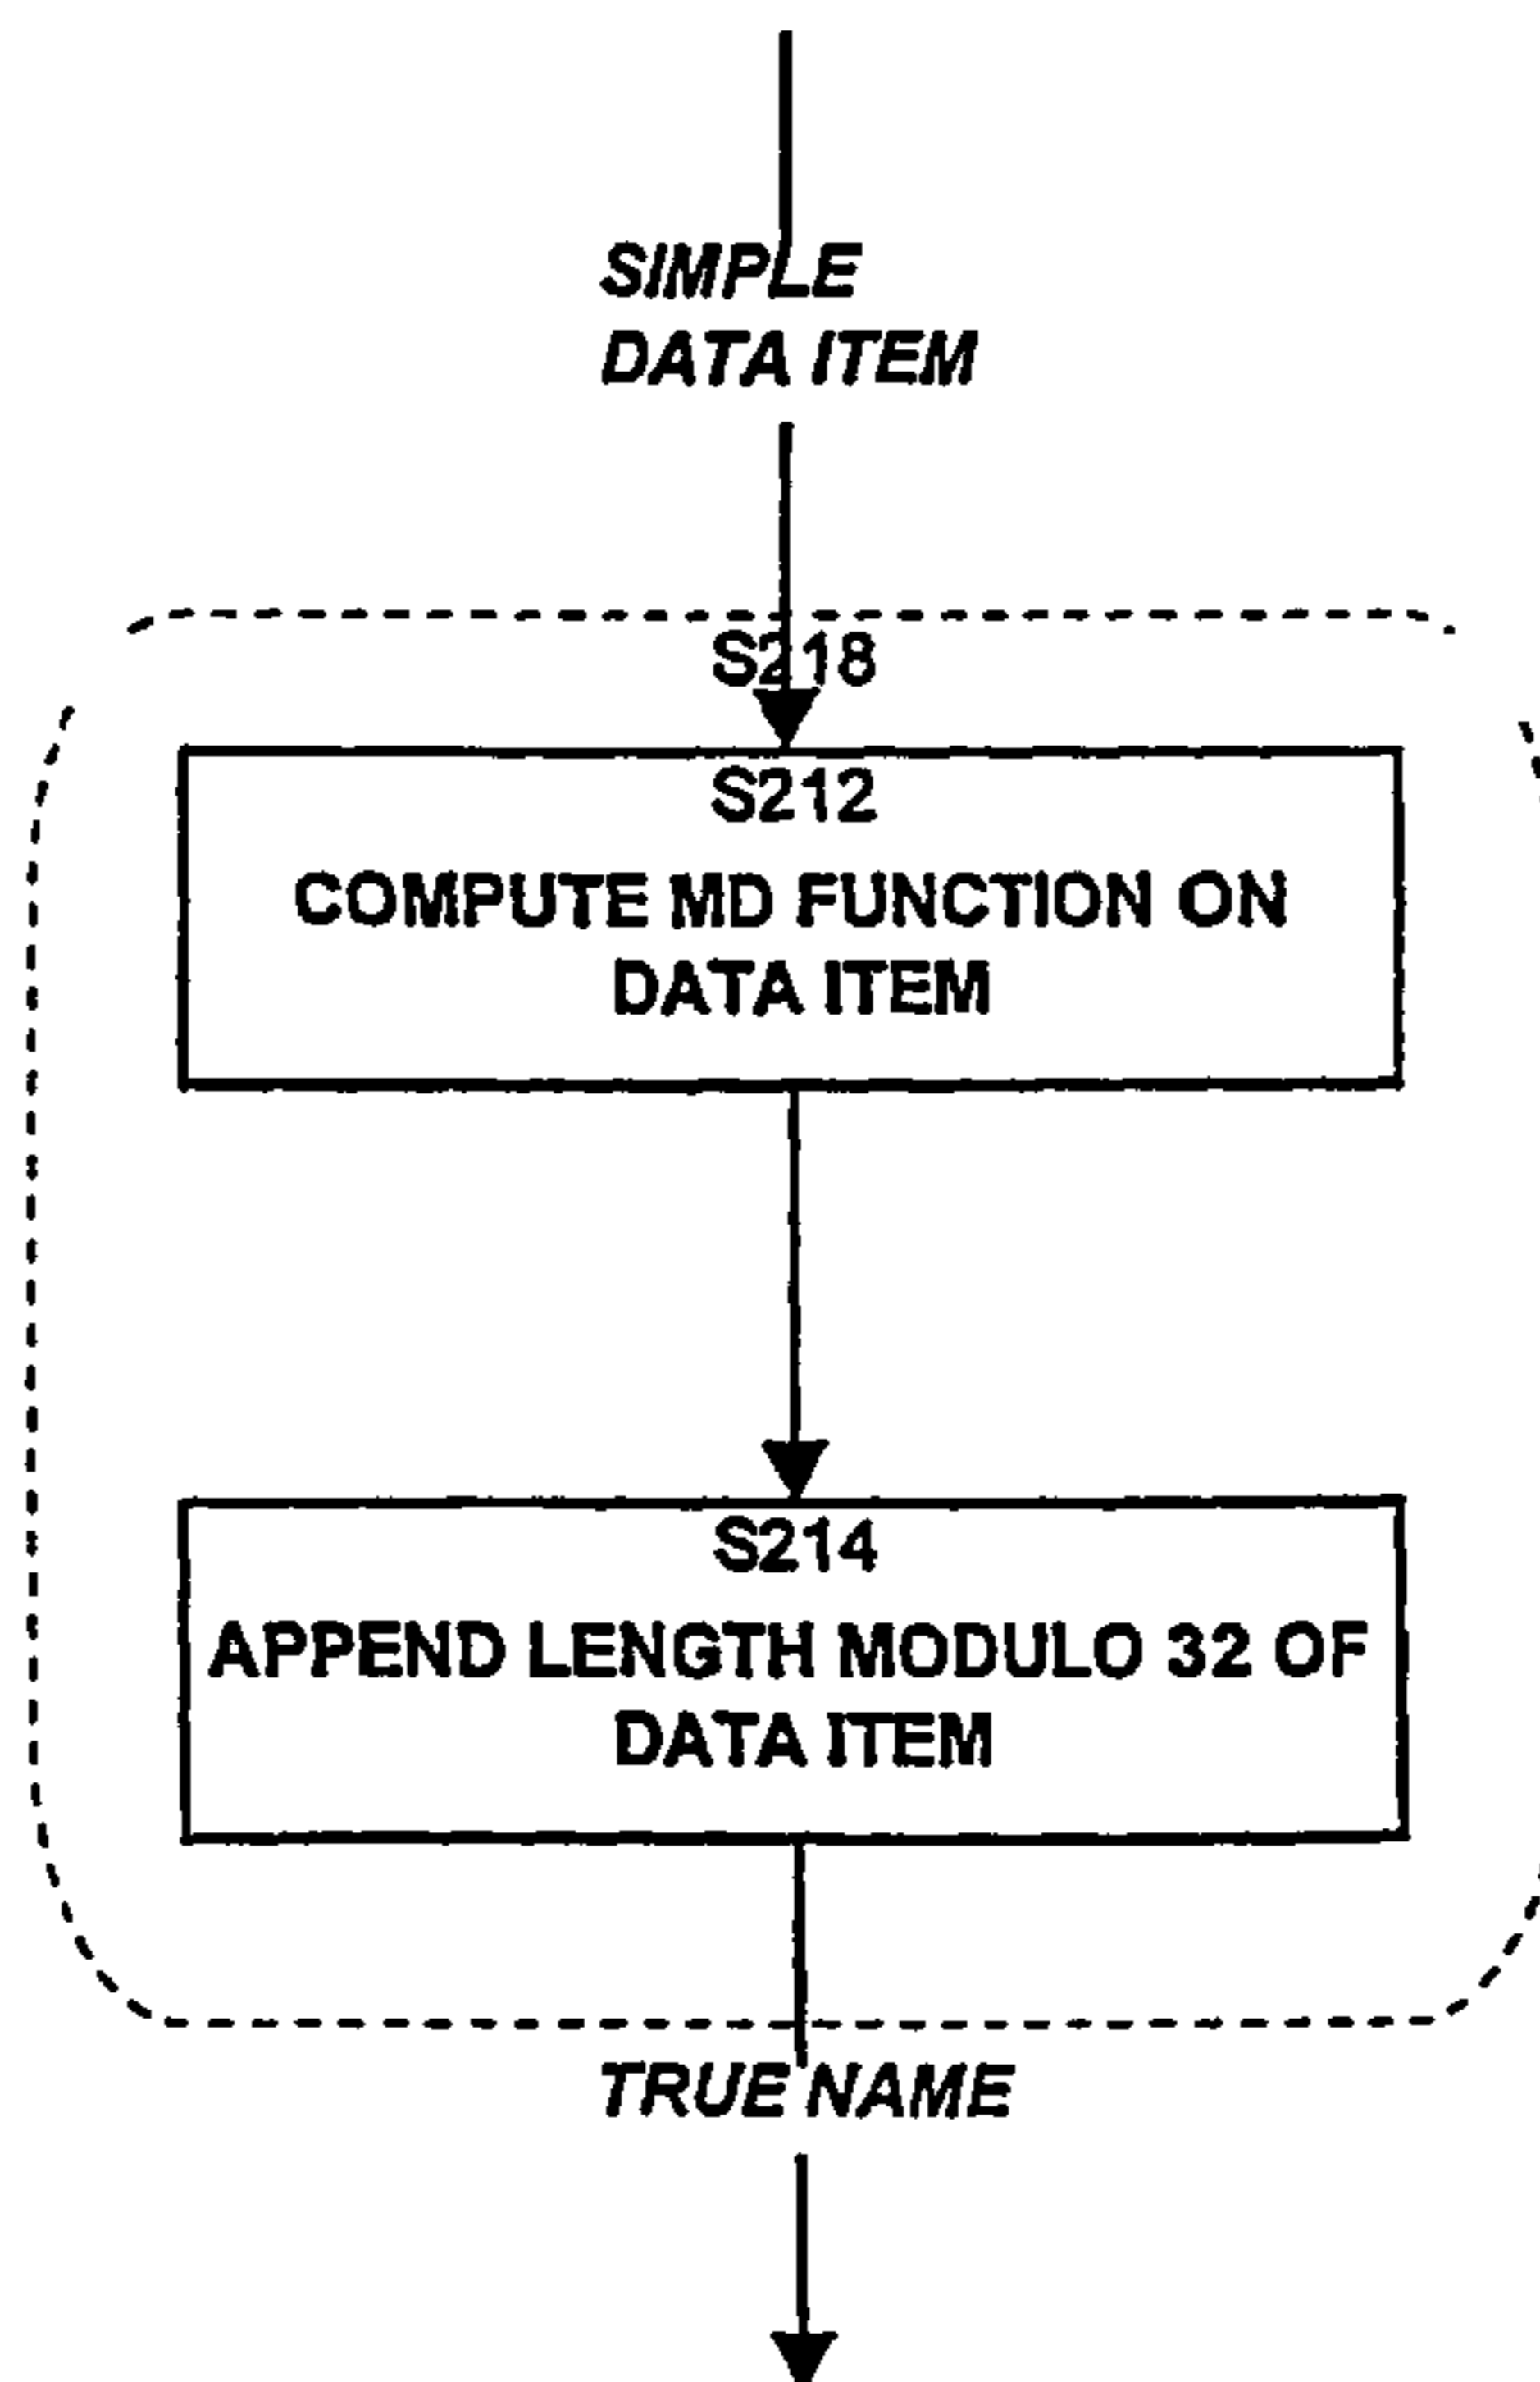 SIMPLE
DATA ITEM
S218
S212
COMPUTE MD FUNCTION ON
DATA ITEM
S214
APPEND LENGTH MODULO 32 OF
DATA ITEM
TRUE NAME